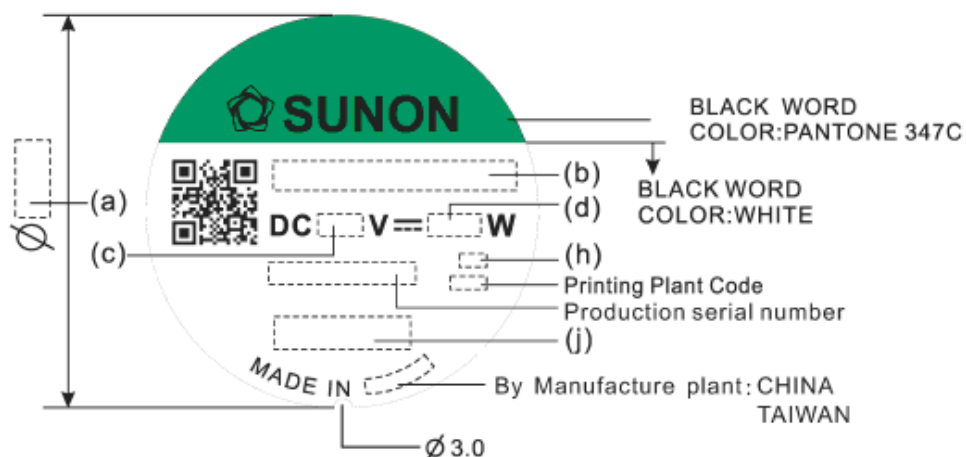 SUNON
BLACK WORD
COLOR:PANTONE 347C
(a)
(b)
BLACK WORD
COLOR:WHITE
DC V⎓ W
(d)
(c)
(h)
Printing Plant Code
Production serial number
(j)
MADE IN
By Manufacture plant: CHINA
TAIWAN
Ø
Ø3.0